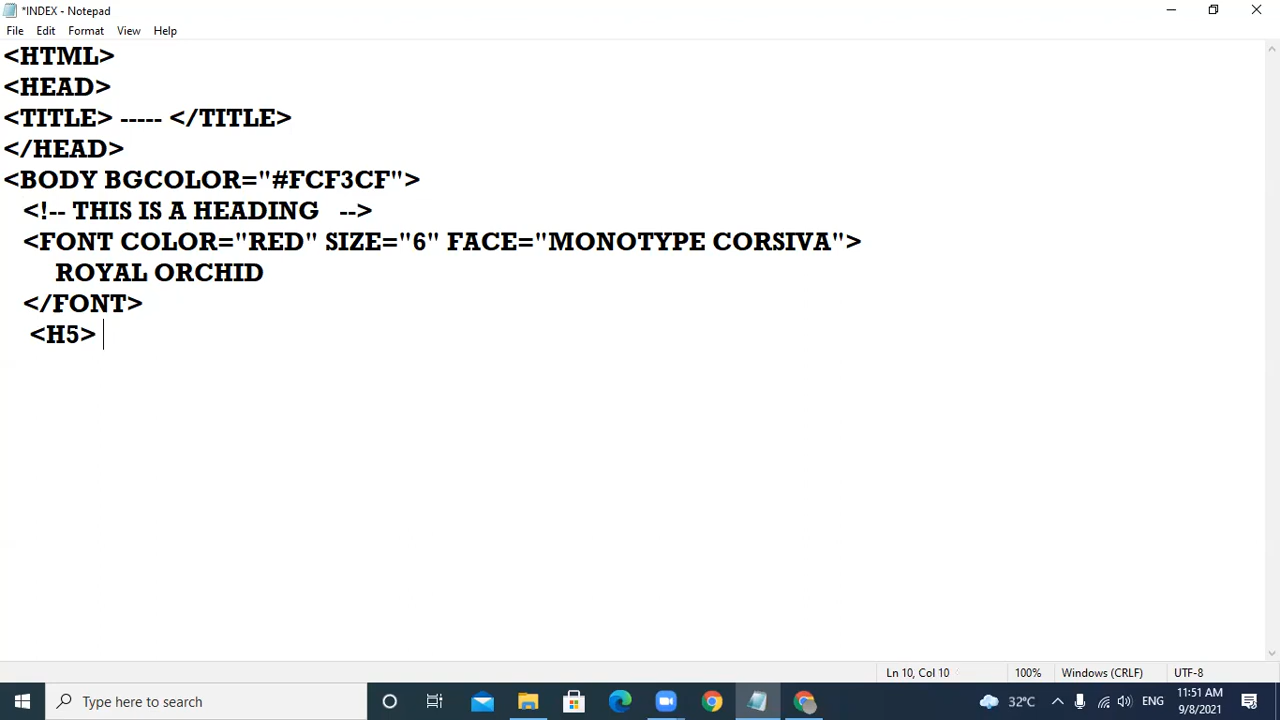 *INDEX - Notepad
File Edit Format View Help
<HTML>
<HEAD>
<TITLE> ----- </TITLE>
</HEAD>
<BODY BGCOLOR="#FCF3CF">
<!-- THIS IS A HEADING -->
<FONT COLOR="RED" SIZE="6" FACE="MONOTYPE CORSIVA">
ROYAL ORCHID
</FONT>
<H5>
Ln 10, Col 10 100% Windows (CRLF) UTF-8
Type here to search 32°C ENG 11:51 AM
9/8/2021